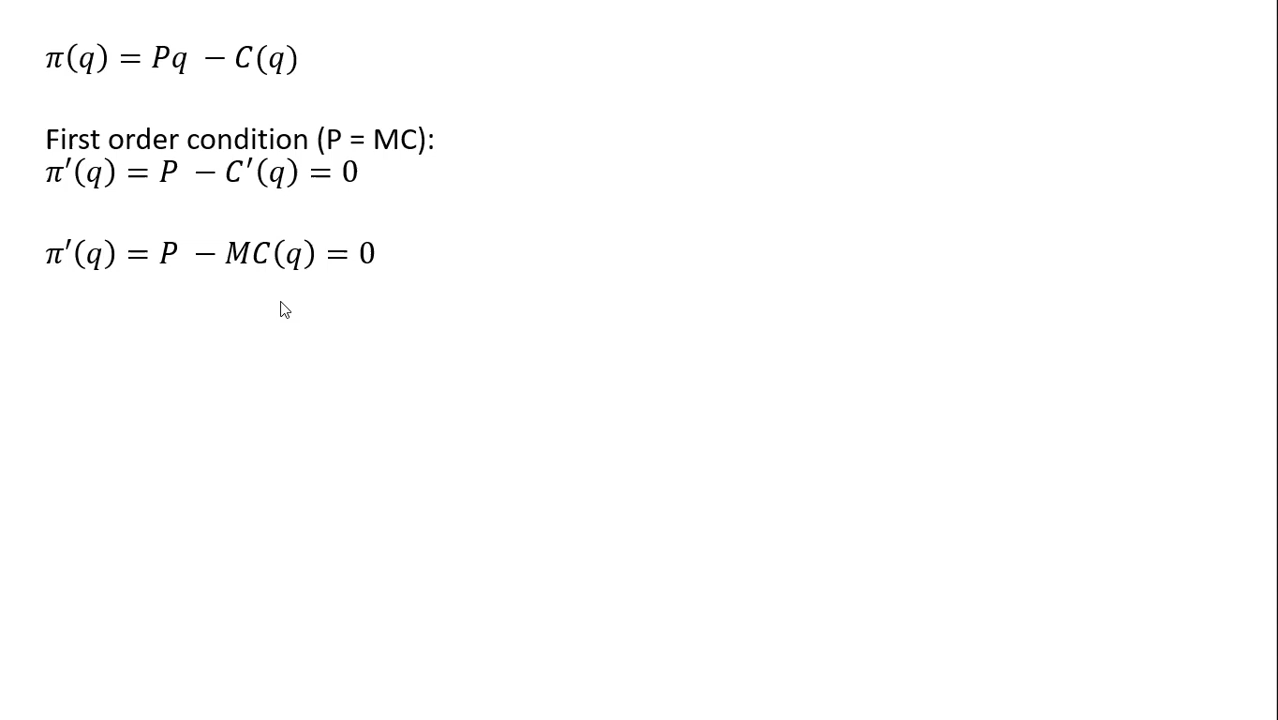 π(q) = Pq − C(q)
First order condition (P = MC):
π′(q) = P − C′(q) = 0
π′(q) = P − MC(q) = 0